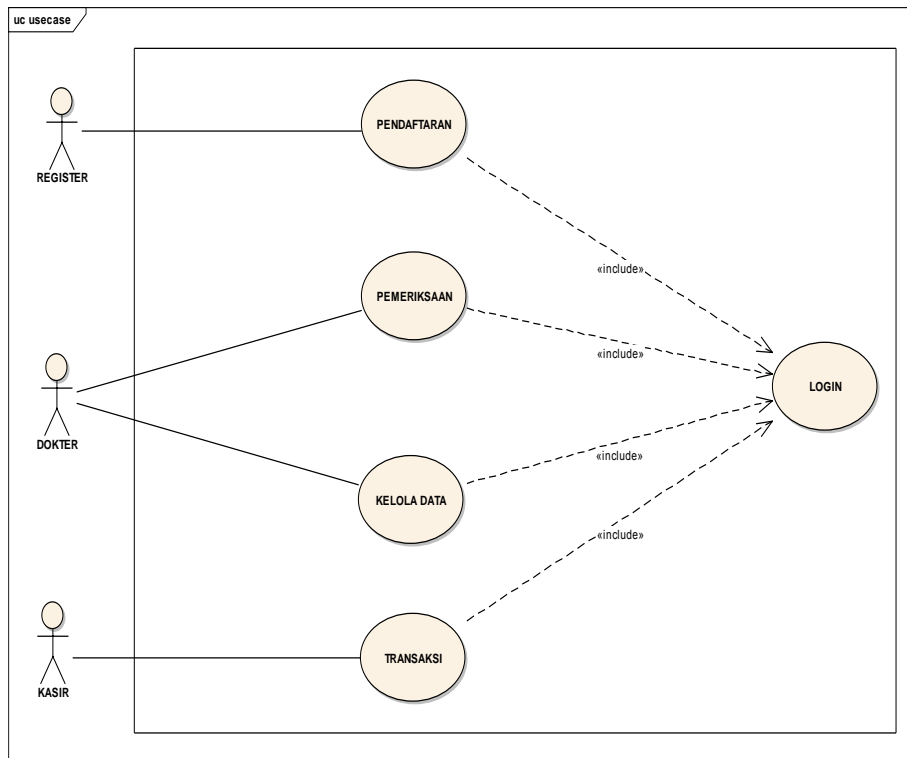 uc usecase
REGISTER
PENDAFTARAN
«include»
PEMERIKSAAN
«include»
LOGIN
DOKTER
«include»
KELOLA DATA
«include»
KASIR
TRANSAKSI